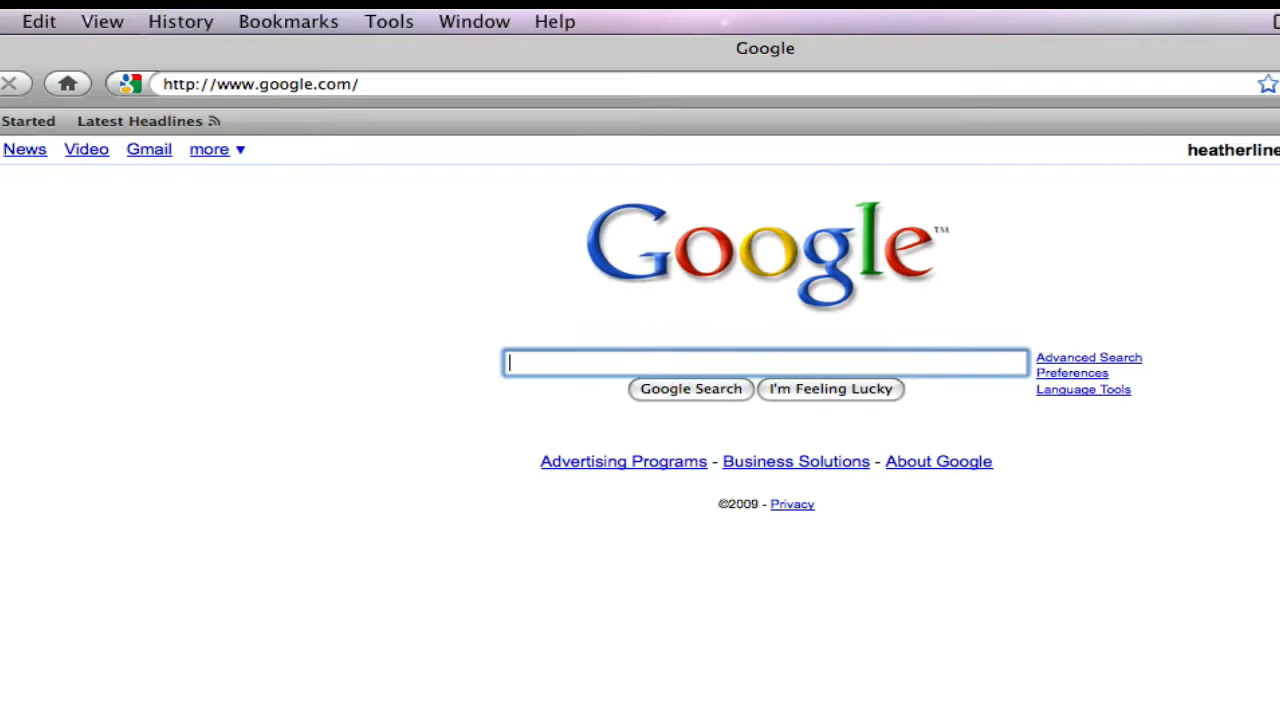 Edit View History Bookmarks Tools Window Help
Google
http://www.google.com/
Started Latest Headlines
News Video Gmail more ▼
heatherline
Google™
Advanced Search
Preferences
Language Tools
Google Search I'm Feeling Lucky
Advertising Programs - Business Solutions - About Google
©2009 - Privacy